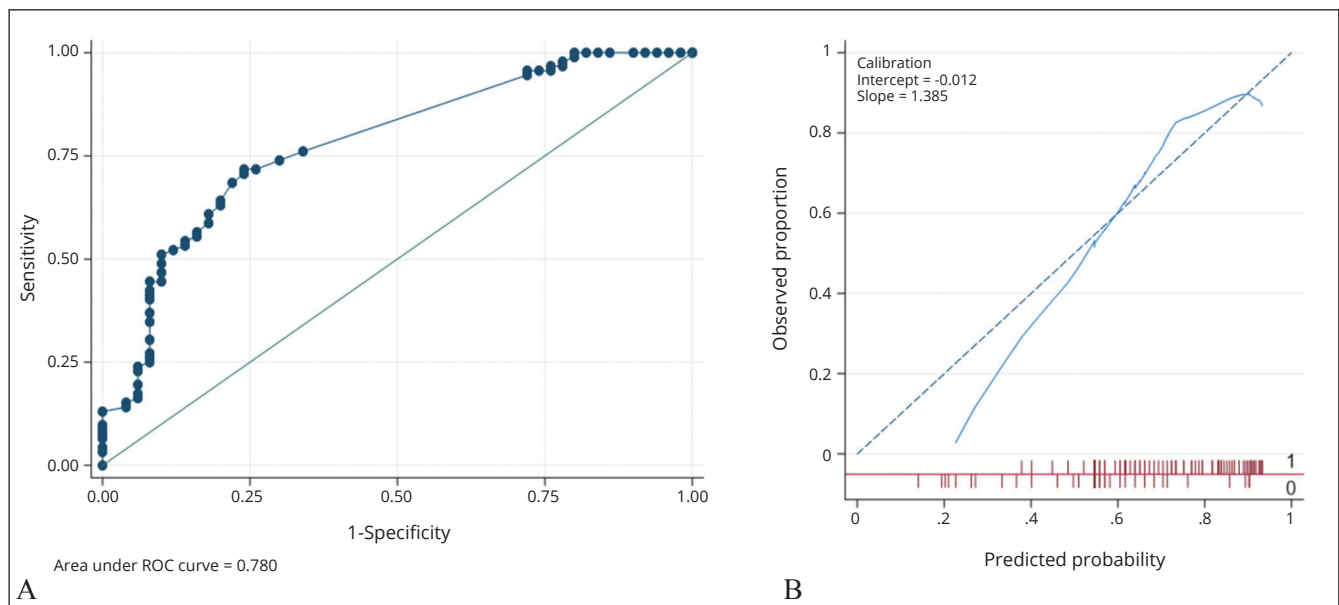 1.00
0.75
0.50
0.25
0.00
Sensitivity
0.00 0.25 0.50 0.75 1.00
1-Specificity
Area under ROC curve = 0.780
A
Calibration
Intercept = -0.012
Slope = 1.385
1
0.8
0.6
0.4
0.2
0
Observed proportion
1
0
0 .2 .4 .6 .8 1
Predicted probability
B